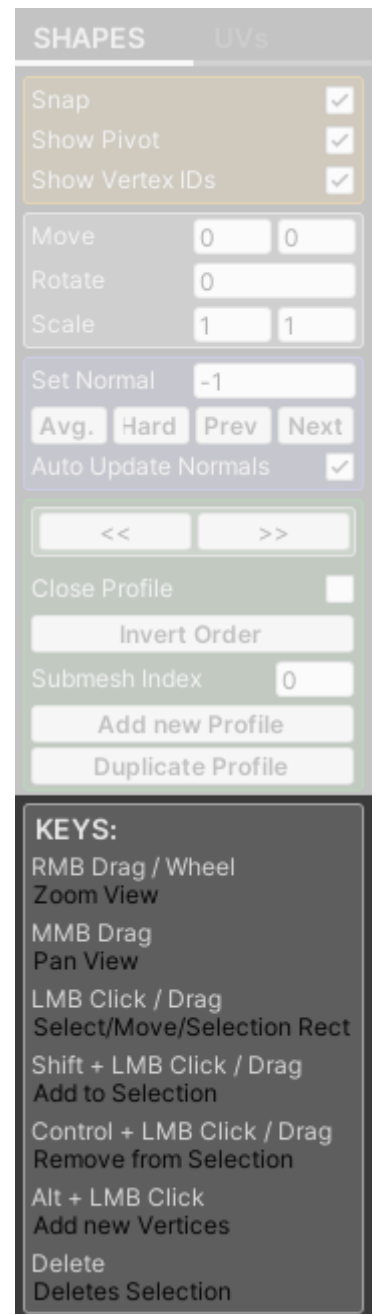 SHAPES UVs
Snap
Show Pivot
Show Vertex IDs
Move 0 0
Rotate 0
Scale 1 1
Set Normal -1
Avg. Hard Prev Next
Auto Update Normals
<< >>
Close Profile
Invert Order
Submesh Index 0
Add new Profile
Duplicate Profile
KEYS:
RMB Drag / Wheel
Zoom View
MMB Drag
Pan View
LMB Click / Drag
Select/Move/Selection Rect
Shift + LMB Click / Drag
Add to Selection
Control + LMB Click / Drag
Remove from Selection
Alt + LMB Click
Add new Vertices
Delete
Deletes Selection